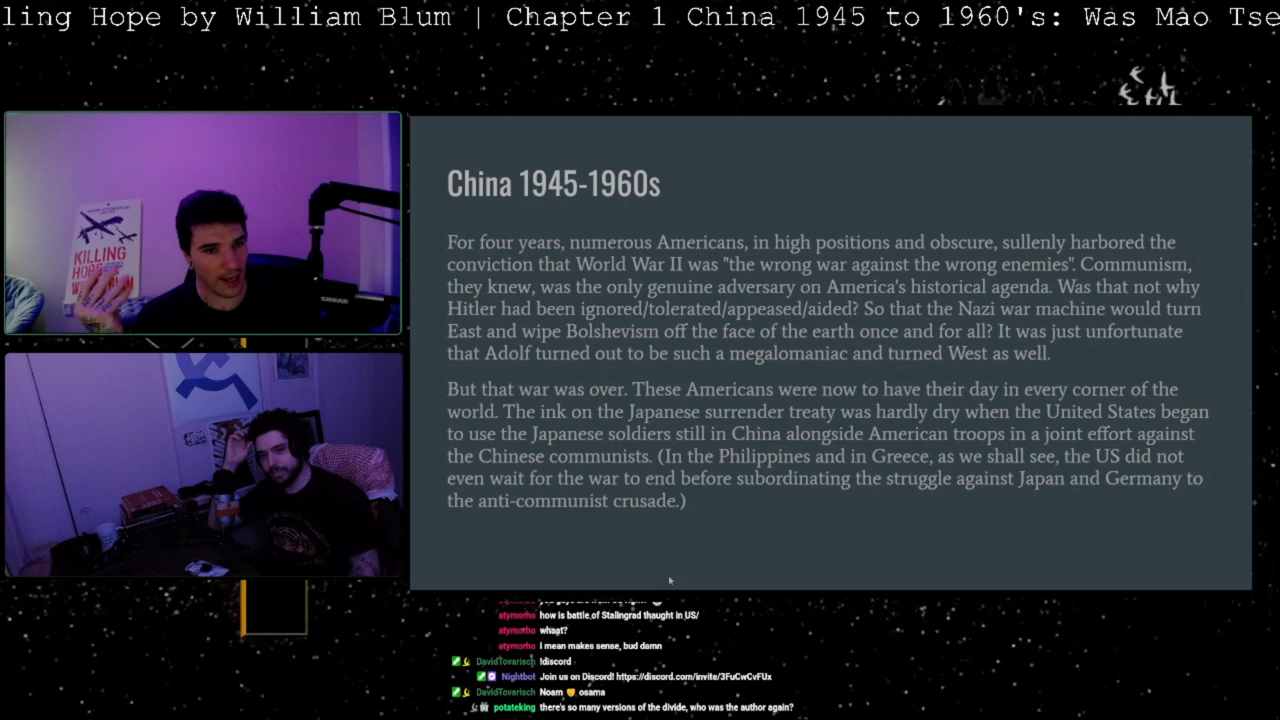 ling Hope by William Blum | Chapter 1 China 1945 to 1960's: Was Mao Tse
KILLING
HOPE
China 1945-1960s
For four years, numerous Americans, in high positions and obscure, sullenly harbored the
conviction that World War II was "the wrong war against the wrong enemies". Communism,
they knew, was the only genuine adversary on America's historical agenda. Was that not why
Hitler had been ignored/tolerated/appeased/aided? So that the Nazi war machine would turn
East and wipe Bolshevism off the face of the earth once and for all? It was just unfortunate
that Adolf turned out to be such a megalomaniac and turned West as well.
But that war was over. These Americans were now to have their day in every corner of the
world. The ink on the Japanese surrender treaty was hardly dry when the United States began
to use the Japanese soldiers still in China alongside American troops in a joint effort against
the Chinese communists. (In the Philippines and in Greece, as we shall see, the US did not
even wait for the war to end before subordinating the struggle against Japan and Germany to
the anti-communist crusade.)
atymorho how is battle of Stalingrad thought in US/
atymorho whaat?
atymorho I mean makes sense, bud damn
DavidTovarisch !discord
Nightbot Join us on Discord! https://discord.com/invite/3FuCwCvFUx
DavidTovarisch Noam osama
potateking there's so many versions of the divide, who was the author again?